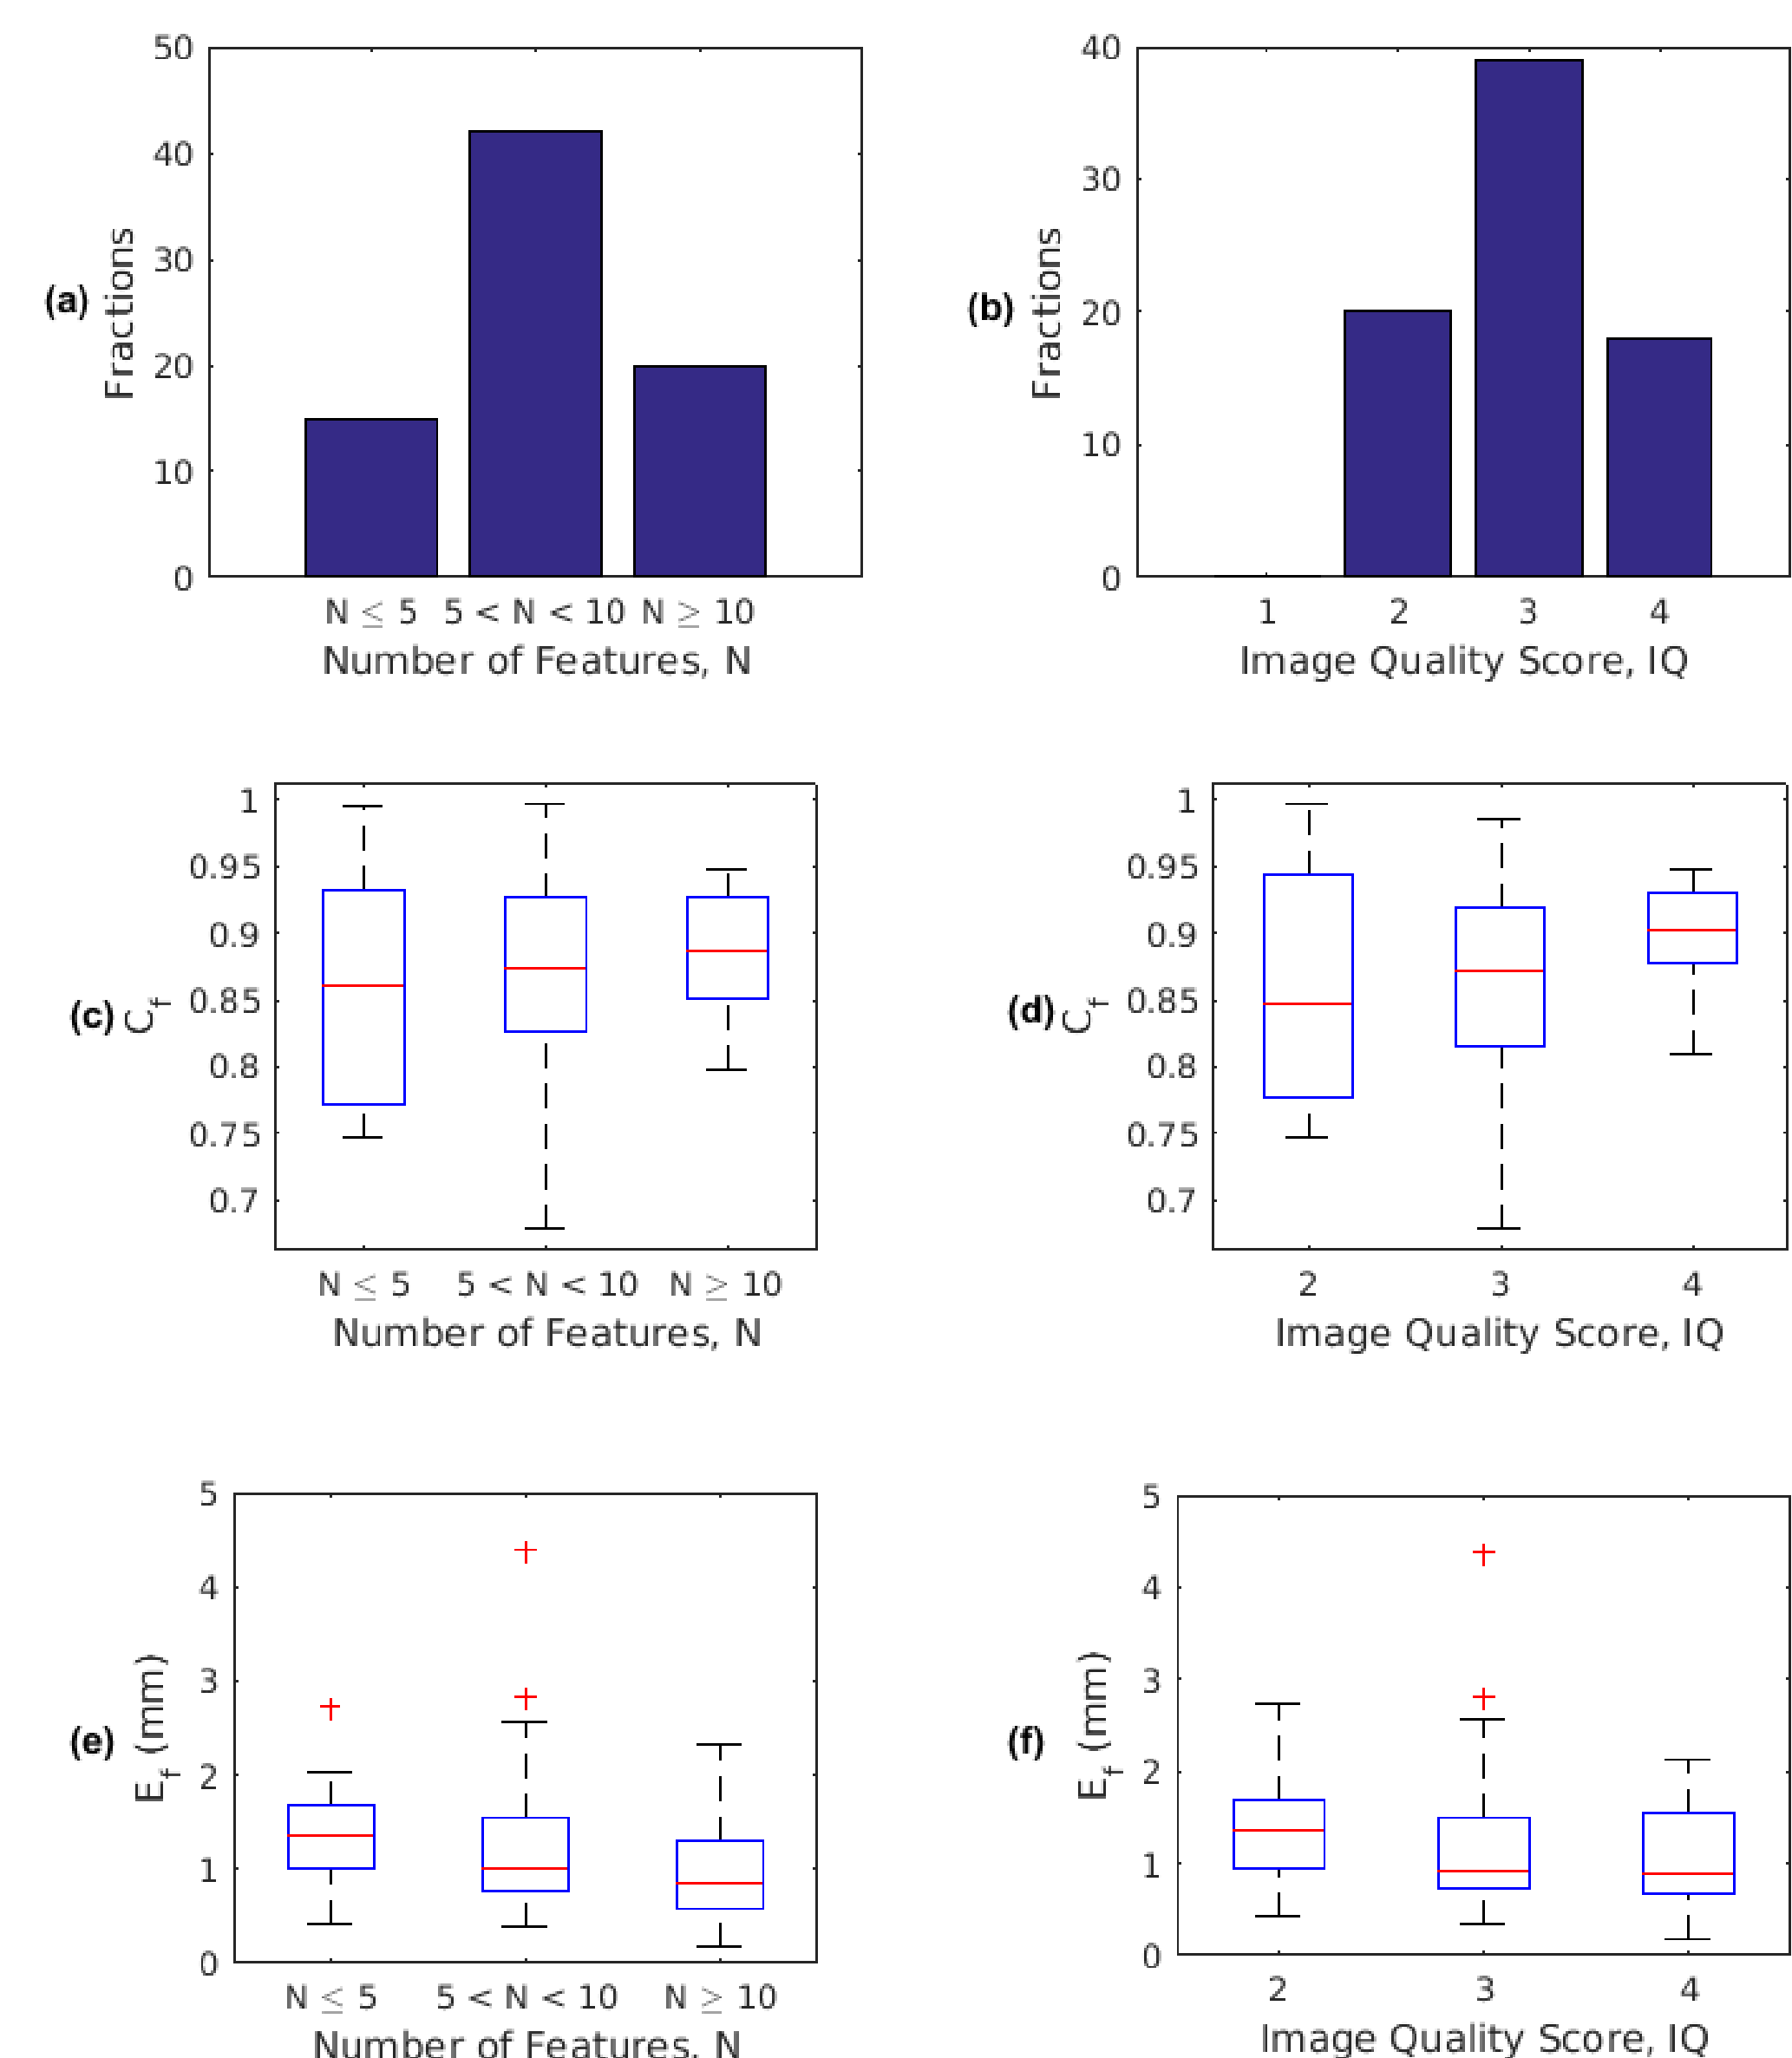 (a)
Fractions
50
40
30
20
10
0
N ≤ 5 5 < N < 10 N ≥ 10
Number of Features, N
(b)
Fractions
40
30
20
10
0
1 2 3 4
Image Quality Score, IQ
(c)
C_f
1
0.95
0.9
0.85
0.8
0.75
0.7
N ≤ 5 5 < N < 10 N ≥ 10
Number of Features, N
(d)
C_f
1
0.95
0.9
0.85
0.8
0.75
0.7
2 3 4
Image Quality Score, IQ
(e)
E_f (mm)
5
4
3
2
1
0
N ≤ 5 5 < N < 10 N ≥ 10
Number of Features, N
(f)
E_f (mm)
5
4
3
2
1
0
2 3 4
Image Quality Score, IQ